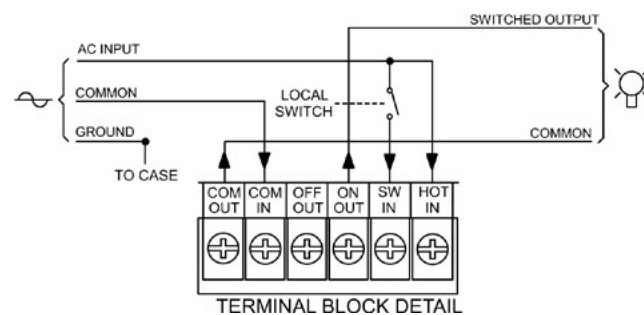 SWITCHED OUTPUT
AC INPUT
COMMON
LOCAL
SWITCH
GROUND
COMMON
TO CASE
COM OUT
COM IN
OFF OUT
ON OUT
SW IN
HOT IN
TERMINAL BLOCK DETAIL